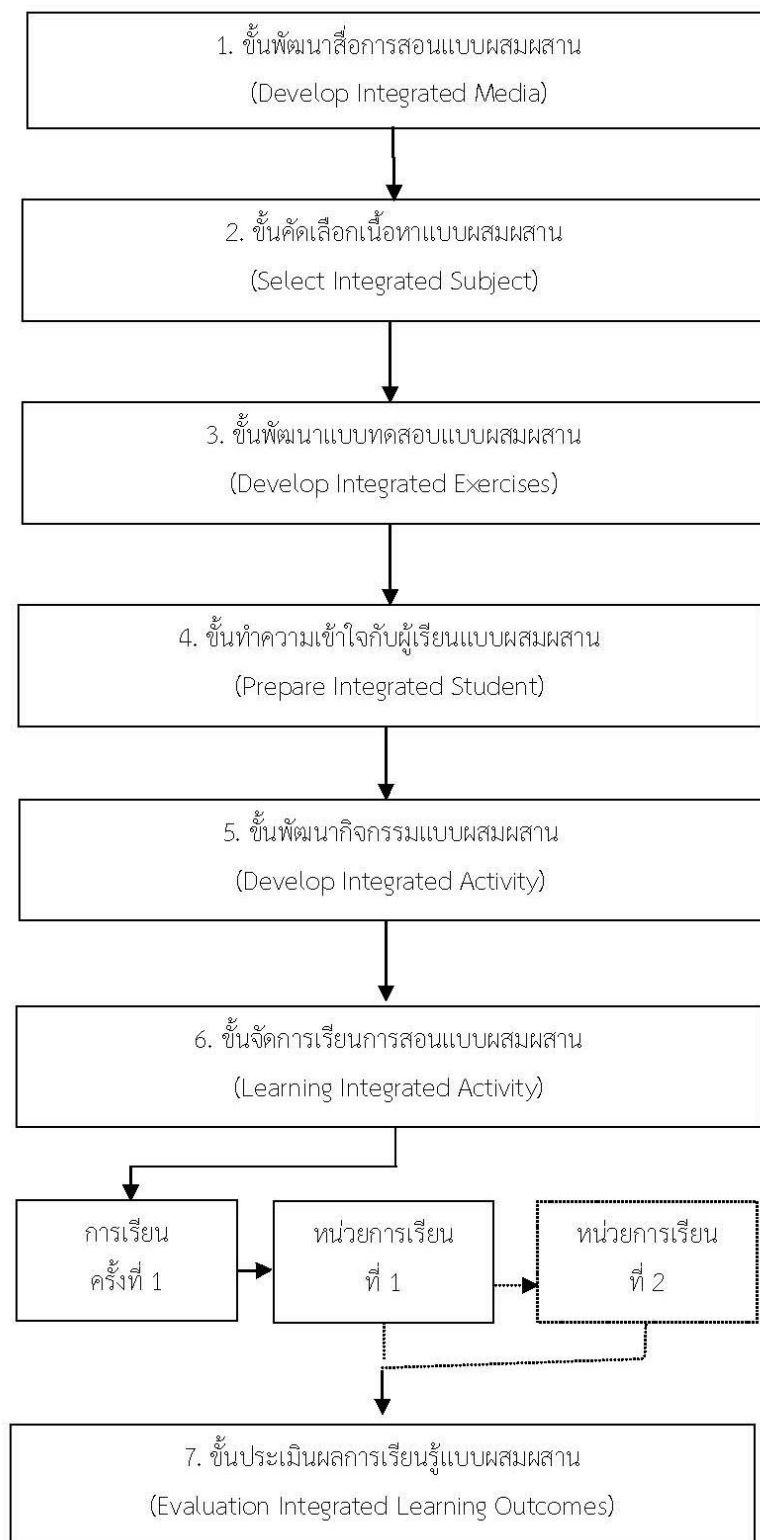 1. ขั้นพัฒนาสื่อการสอนแบบผสมผสาน
(Develop Integrated Media)
2. ขั้นคัดเลือกเนื้อหาแบบผสมผสาน
(Select Integrated Subject)
3. ขั้นพัฒนาแบบทดสอบแบบผสมผสาน
(Develop Integrated Exercises)
4. ขั้นทำความเข้าใจกับผู้เรียนแบบผสมผสาน
(Prepare Integrated Student)
5. ขั้นพัฒนากิจกรรมแบบผสมผสาน
(Develop Integrated Activity)
6. ขั้นจัดการเรียนการสอนแบบผสมผสาน
(Learning Integrated Activity)
การเรียน
ครั้งที่ 1
หน่วยการเรียน
ที่ 1
หน่วยการเรียน
ที่ 2
7. ขั้นประเมินผลการเรียนรู้แบบผสมผสาน
(Evaluation Integrated Learning Outcomes)